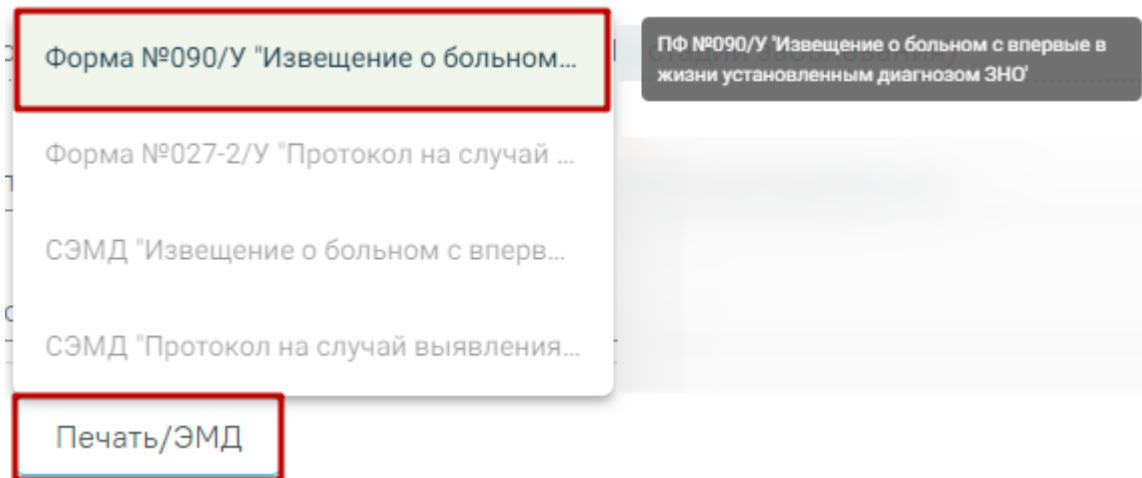 Форма №090/У "Извещение о больном...
ПФ №090/У 'Извещение о больном с впервые в
жизни установленным диагнозом ЗНО'
Форма №027-2/У "Протокол на случай ...
СЭМД "Извещение о больном с вперв...
СЭМД "Протокол на случай выявления...
Печать/ЭМД